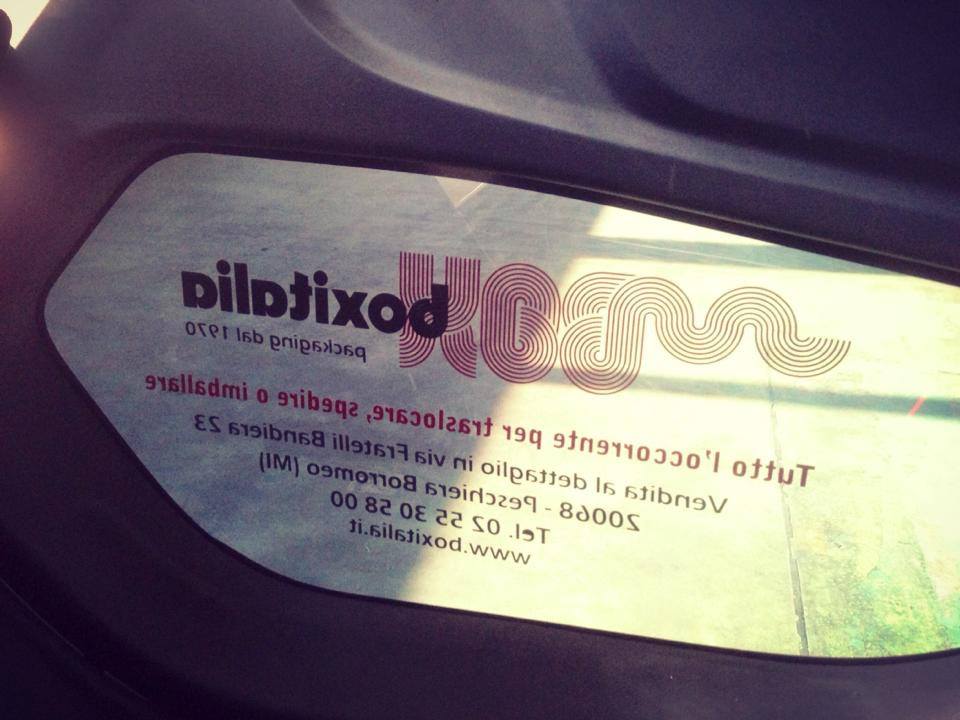 boxitalia
packaging dal 1970
Tutto l'occorrente per traslocare, spedire o imballare
Vendita al dettaglio in via Fratelli Bandiera 23
20068 - Peschiera Borromeo (MI)
Tel. 02 55 30 58 00
www.boxitalia.it